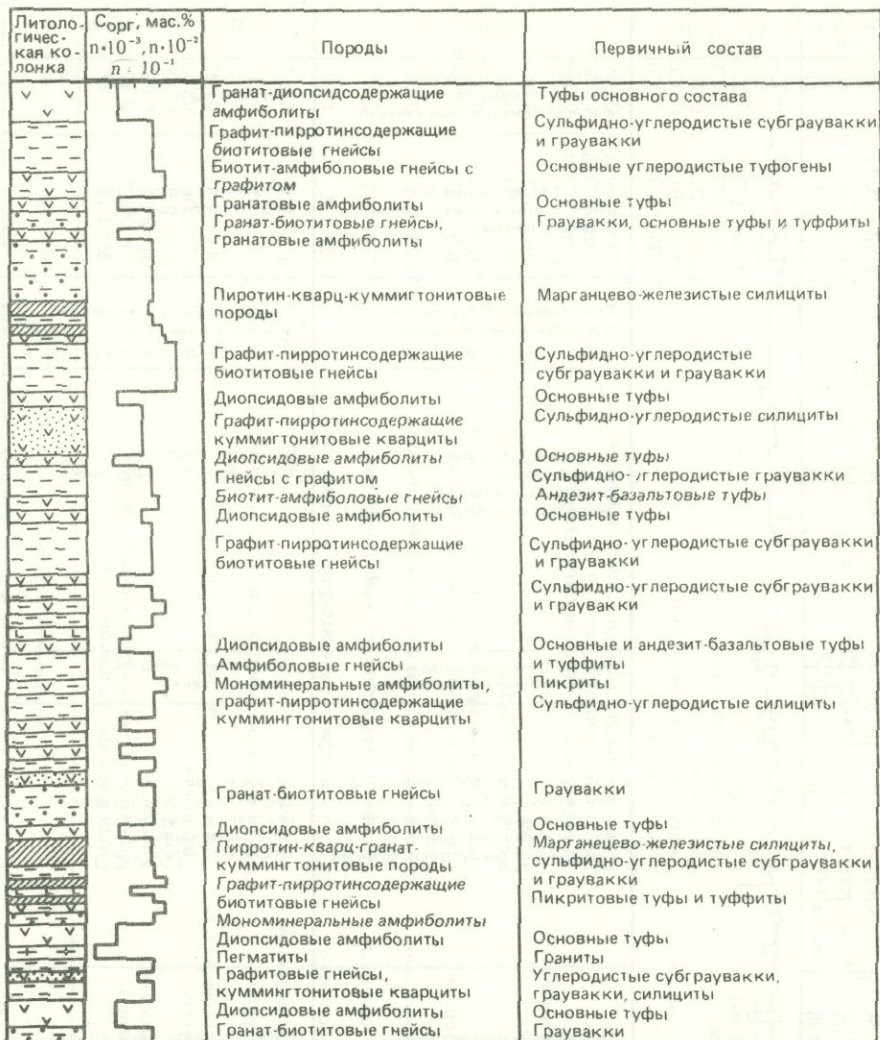 Литоло-
гичес-
кая ко-
лонка
Сорг, мас.%
n·10⁻³, n·10⁻²
n · 10⁻¹
Породы
Первичный состав
Гранат-диопсидсодержащие
амфиболиты
Туфы основного состава
Графит-пирротинсодержащие
биотитовые гнейсы
Сульфидно-углеродистые субграувакки
и граувакки
Биотит-амфиболовые гнейсы с
графитом
Основные углеродистые туфогены
Гранатовые амфиболиты
Основные туфы
Гранат-биотитовые гнейсы,
гранатовые амфиболиты
Граувакки, основные туфы и туффиты
Пиротин-кварц-куммигтонитовые
породы
Марганцево-железистые силициты
Графит-пирротинсодержащие
биотитовые гнейсы
Сульфидно-углеродистые
субграувакки и граувакки
Диопсидовые амфиболиты
Основные туфы
Графит-пирротинсодержащие
куммигтонитовые кварциты
Сульфидно-углеродистые силициты
Диопсидовые амфиболиты
Основные туфы
Гнейсы с графитом
Сульфидно-углеродистые граувакки
Биотит-амфиболовые гнейсы
Андезит-базальтовые туфы
Диопсидовые амфиболиты
Основные туфы
Графит-пирротинсодержащие
биотитовые гнейсы
Сульфидно-углеродистые субграувакки
и граувакки
Сульфидно-углеродистые субграувакки
и граувакки
Диопсидовые амфиболиты
Основные и андезит-базальтовые туфы
и туффиты
Амфиболовые гнейсы
Мономинеральные амфиболиты,
графит-пирротинсодержащие
куммингтонитовые кварциты
Пикриты
Сульфидно-углеродистые силициты
Гранат-биотитовые гнейсы
Граувакки
Диопсидовые амфиболиты
Основные туфы
Пирротин-кварц-гранат-
куммингтонитовые породы
Марганецево-железистые силициты,
сульфидно-углеродистые субграувакки
и граувакки
Графит-пирротинсодержащие
биотитовые гнейсы
Пикритовые туфы и туффиты
Мономинеральные амфиболиты
Диопсидовые амфиболиты
Основные туфы
Пегматиты
Граниты
Графитовые гнейсы,
куммингтонитовые кварциты
Углеродистые субграувакки,
граувакки, силициты
Диопсидовые амфиболиты
Основные туфы
Гранат-биотитовые гнейсы
Граувакки